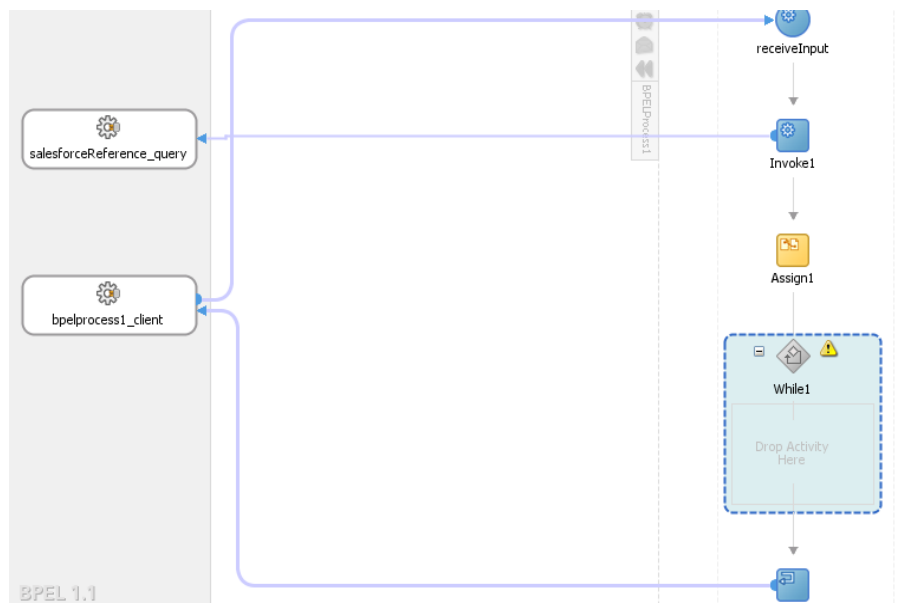 receiveInput
BPELProcess1
salesforceReference_query
Invoke1
Assign1
bpelprocess1_client
While1
Drop Activity
Here
BPEL 1.1